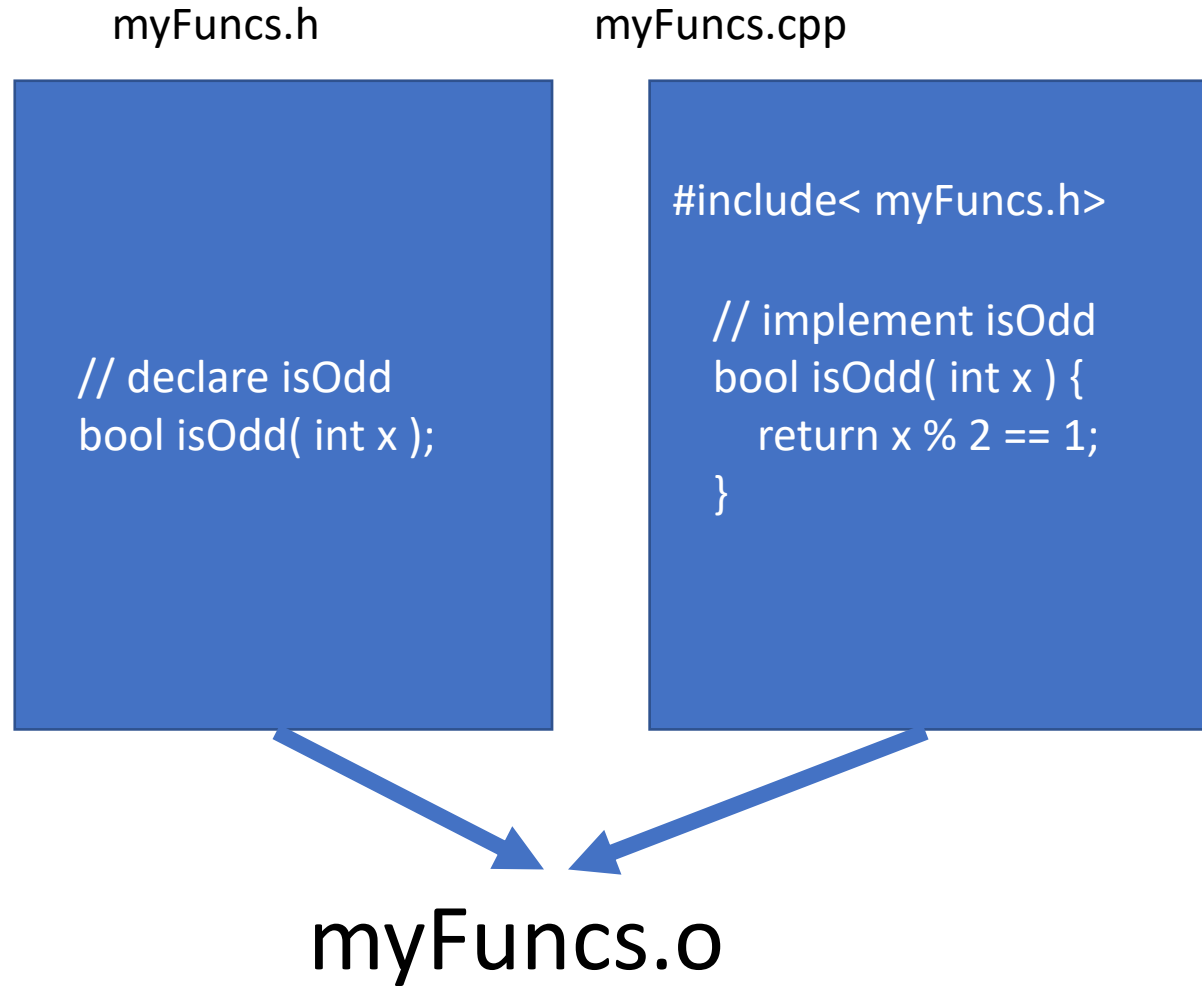 myFuncs.h
myFuncs.cpp
// declare isOdd
bool isOdd( int x );
#include< myFuncs.h>
// implement isOdd
bool isOdd( int x ) {
return x % 2 == 1;
}
myFuncs.o